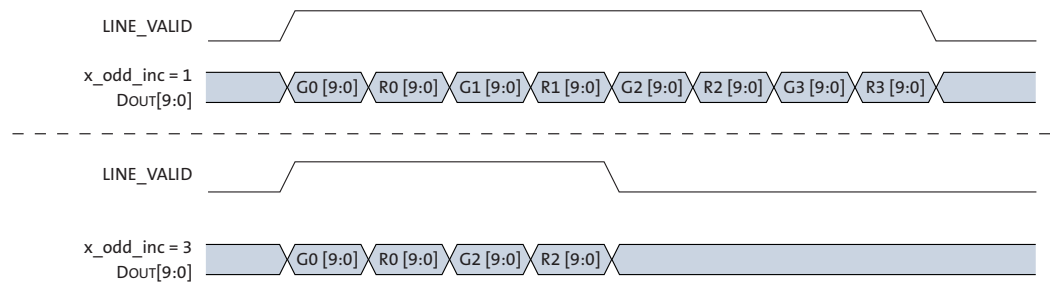 LINE_VALID
x_odd_inc = 1
DOUT[9:0]
G0 [9:0] R0 [9:0] G1 [9:0] R1 [9:0] G2 [9:0] R2 [9:0] G3 [9:0] R3 [9:0]
LINE_VALID
x_odd_inc = 3
DOUT[9:0]
G0 [9:0] R0 [9:0] G2 [9:0] R2 [9:0]